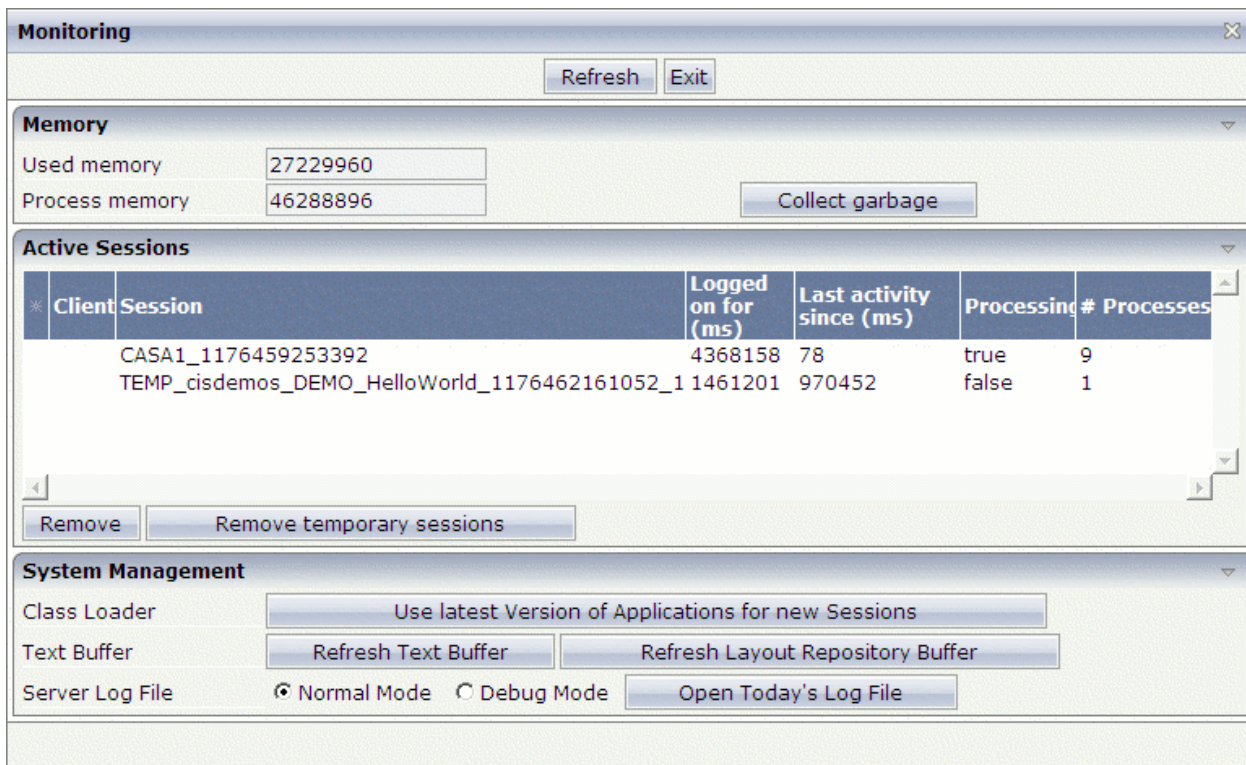 Monitoring
Refresh Exit
Memory
Used memory 27229960
Process memory 46288896 Collect garbage
Active Sessions
Client Session Logged on for (ms) Last activity since (ms) Processing # Processes
CASA1_1176459253392 4368158 78 true 9
TEMP_cisdemos_DEMO_HelloWorld_1176462161052_1 1461201 970452 false 1
Remove Remove temporary sessions
System Management
Class Loader Use latest Version of Applications for new Sessions
Text Buffer Refresh Text Buffer Refresh Layout Repository Buffer
Server Log File Normal Mode Debug Mode Open Today's Log File